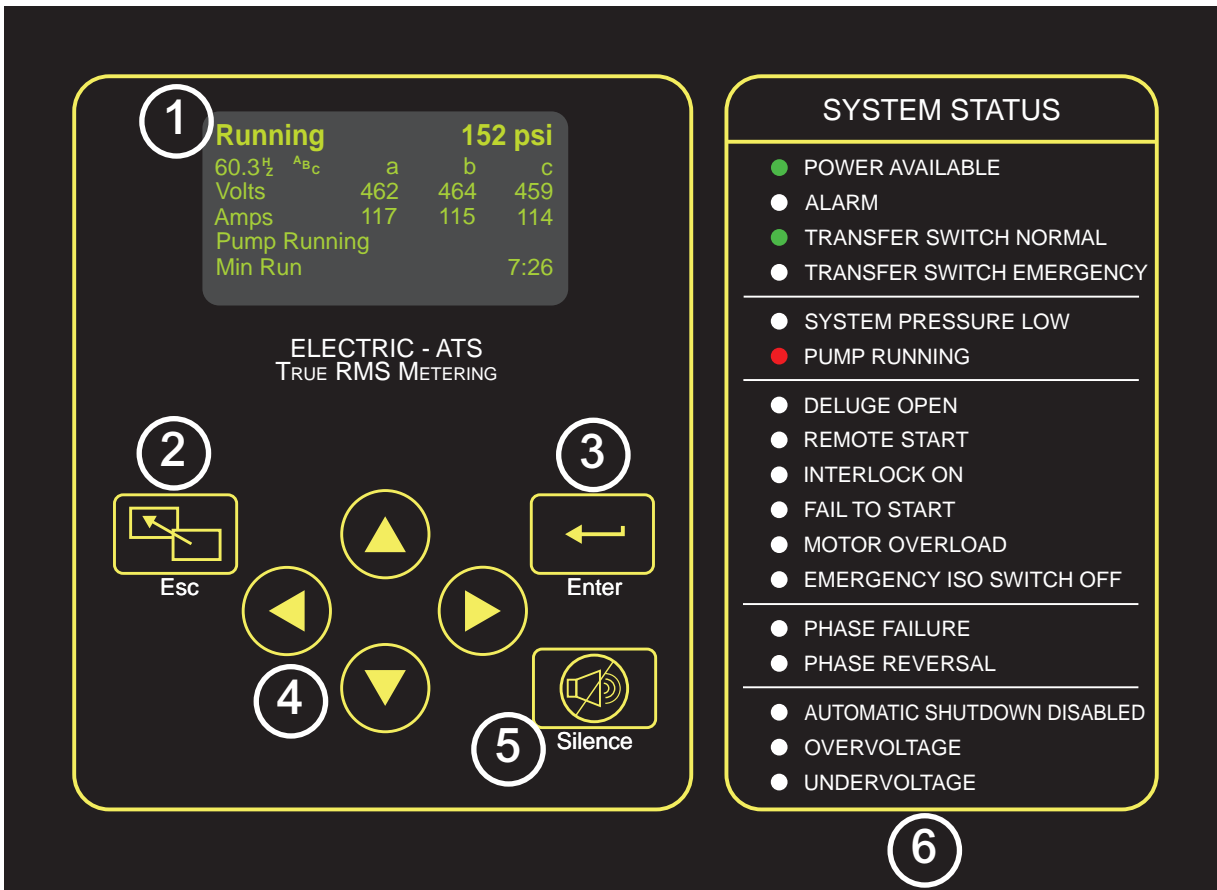 1
Running 152 psi
60.3 Hz ABC a b c
Volts 462 464 459
Amps 117 115 114
Pump Running
Min Run 7:26
ELECTRIC - ATS
TRUE RMS METERING
2
3
Esc
Enter
4
5
Silence
SYSTEM STATUS
POWER AVAILABLE
ALARM
TRANSFER SWITCH NORMAL
TRANSFER SWITCH EMERGENCY
SYSTEM PRESSURE LOW
PUMP RUNNING
DELUGE OPEN
REMOTE START
INTERLOCK ON
FAIL TO START
MOTOR OVERLOAD
EMERGENCY ISO SWITCH OFF
PHASE FAILURE
PHASE REVERSAL
AUTOMATIC SHUTDOWN DISABLED
OVERVOLTAGE
UNDERVOLTAGE
6